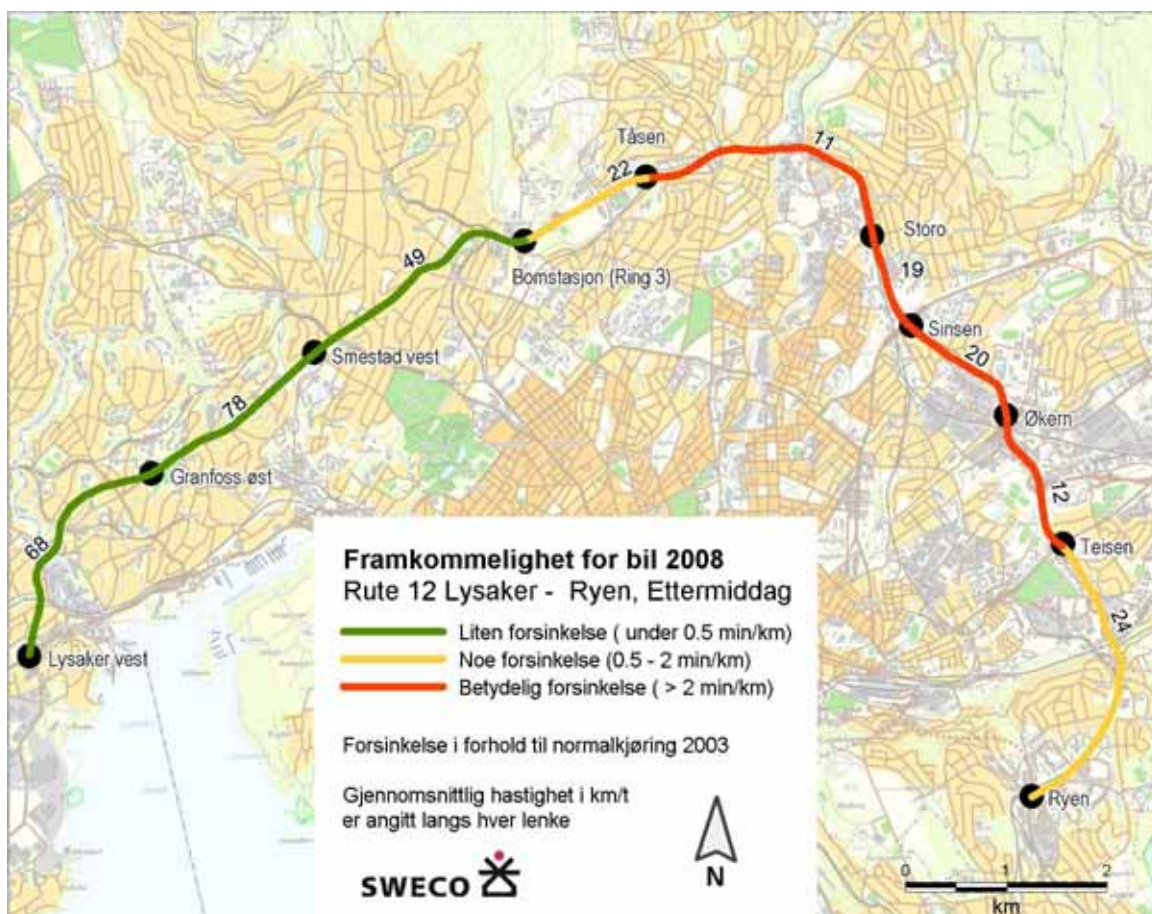 Tåsen
22
11
Storo
49
Bomstasjon (Ring 3)
19
Sinsen
Smestad vest
20
78
Økern
Granfoss øst
12
68
Teisen
Lysaker vest
24
Ryen
Framkommelighet for bil 2008
Rute 12 Lysaker - Ryen, Ettermiddag
Liten forsinkelse ( under 0.5 min/km)
Noe forsinkelse (0.5 - 2 min/km)
Betydelig forsinkelse ( > 2 min/km)
Forsinkelse i forhold til normalkjøring 2003
Gjennomsnittlig hastighet i km/t
er angitt langs hver lenke
SWECO
N
0 1 2
km